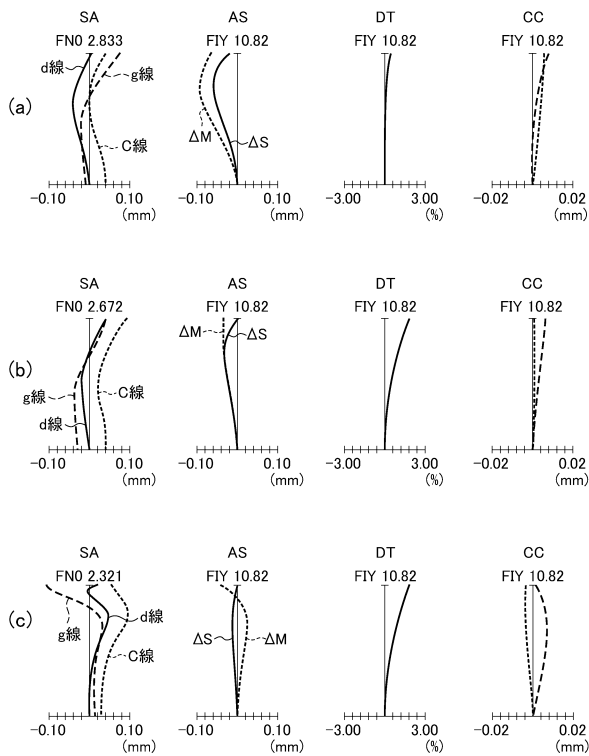 SA AS DT CC
FNO 2.833 FIY 10.82 FIY 10.82 FIY 10.82
d線
g線
(a)
ΔM ΔS
C線
-0.10 0.10 -0.10 0.10 -3.00 3.00 -0.02 0.02
(mm) (mm) (%) (mm)
SA AS DT CC
FNO 2.672 FIY 10.82 FIY 10.82 FIY 10.82
ΔM ΔS
(b)
g線 C線
d線
-0.10 0.10 -0.10 0.10 -3.00 3.00 -0.02 0.02
(mm) (mm) (%) (mm)
SA AS DT CC
FNO 2.321 FIY 10.82 FIY 10.82 FIY 10.82
(c)
d線
g線 ΔS ΔM
C線
-0.10 0.10 -0.10 0.10 -3.00 3.00 -0.02 0.02
(mm) (mm) (%) (mm)